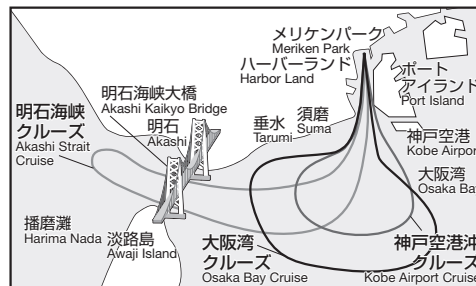 メリケンパーク
Meriken Park
ハーバーランド
Harbor Land
ポート
アイランド
Port Island
明石海峡大橋
Akashi Kaikyo Bridge
明石海峡
クルーズ
Akashi Strait
Cruise
明石
Akashi
垂水
Tarumi
須磨
Suma
神戸空港
Kobe Airport
大阪湾
Osaka Bay
播磨灘
Harima Nada
淡路島
Awaji Island
大阪湾
クルーズ
Osaka Bay Cruise
神戸空港沖
クルーズ
Kobe Airport Cruise